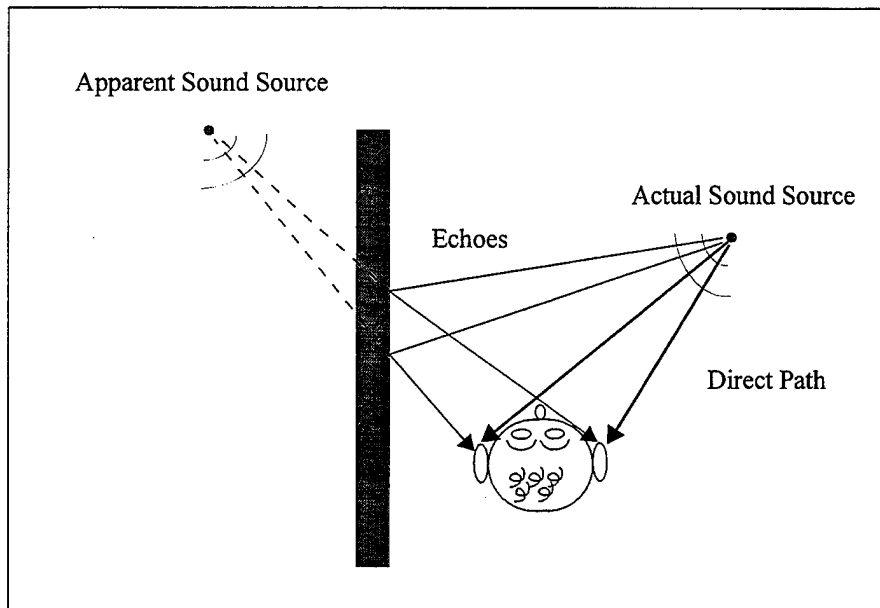 Apparent Sound Source
Actual Sound Source
Echoes
Direct Path